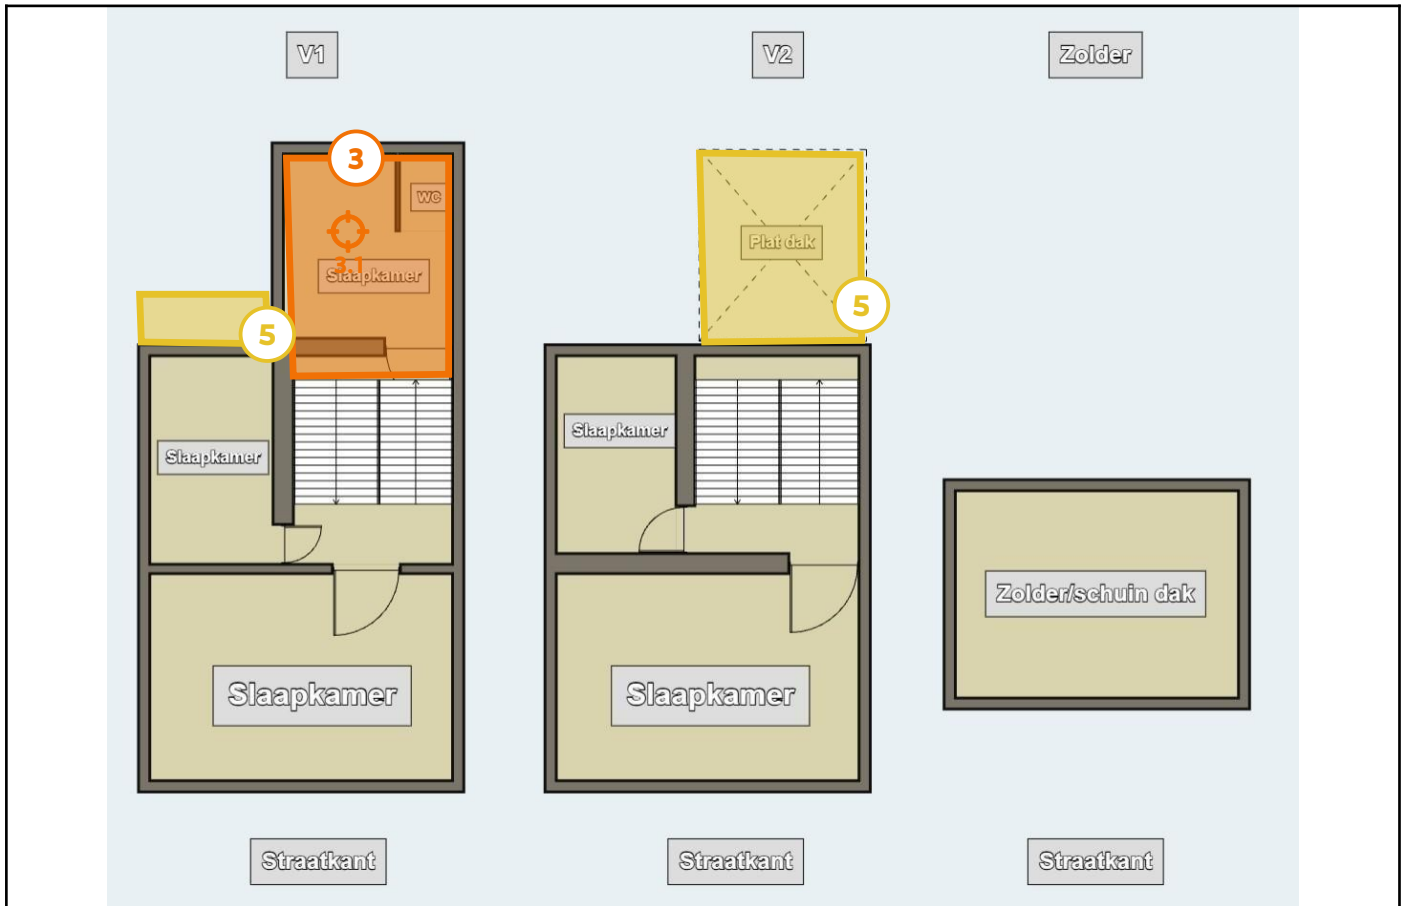 V1
V2
Zolder
3
WC
3.1
Slaapkamer
Plat dak
5
5
Slaapkamer
Slaapkamer
Zolder/schuin dak
Slaapkamer
Slaapkamer
Straatkant
Straatkant
Straatkant